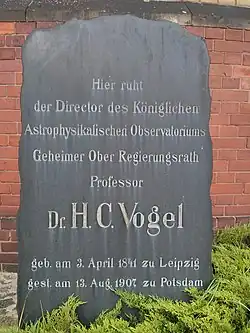 Hier ruht
der Director des Königlichen
Astrophysikalischen Observatoriums
Geheimer Ober Regierungsrath
Professor
Dr. H. C. Vogel
geb. am 3. April 1841 zu Leipzig
gest. am 13. Aug. 1907 zu Potsdam